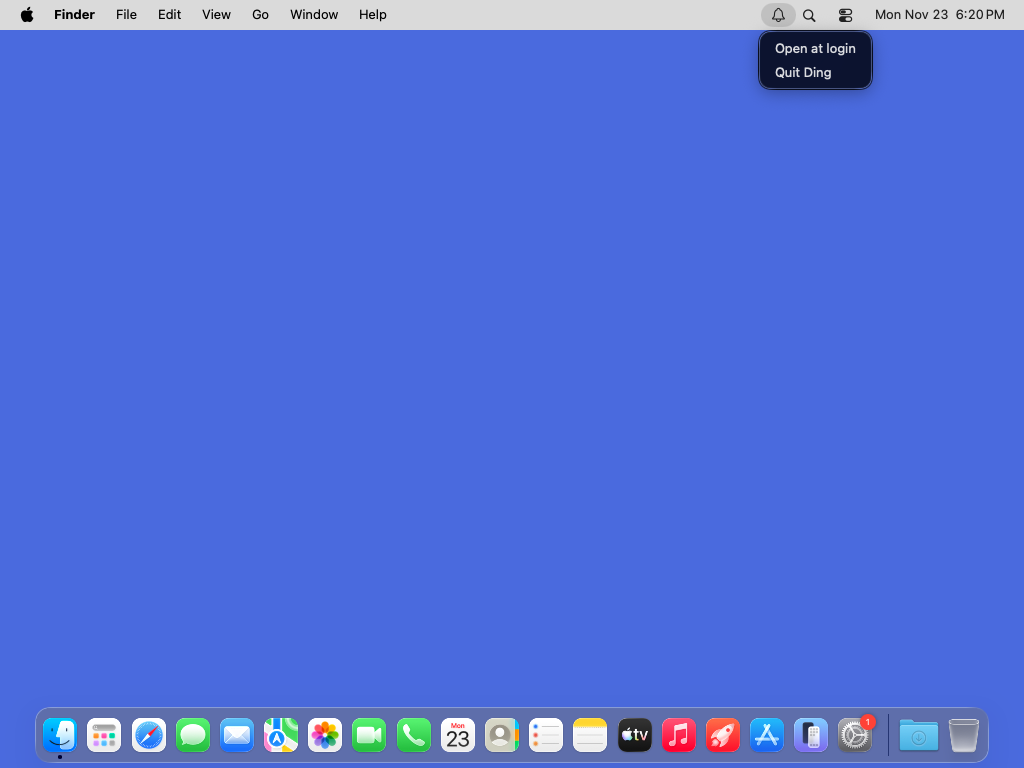 Finder File Edit View Go Window Help Mon Nov 23 6:20 PM
Open at login
Quit Ding
Mon
23
tv
1